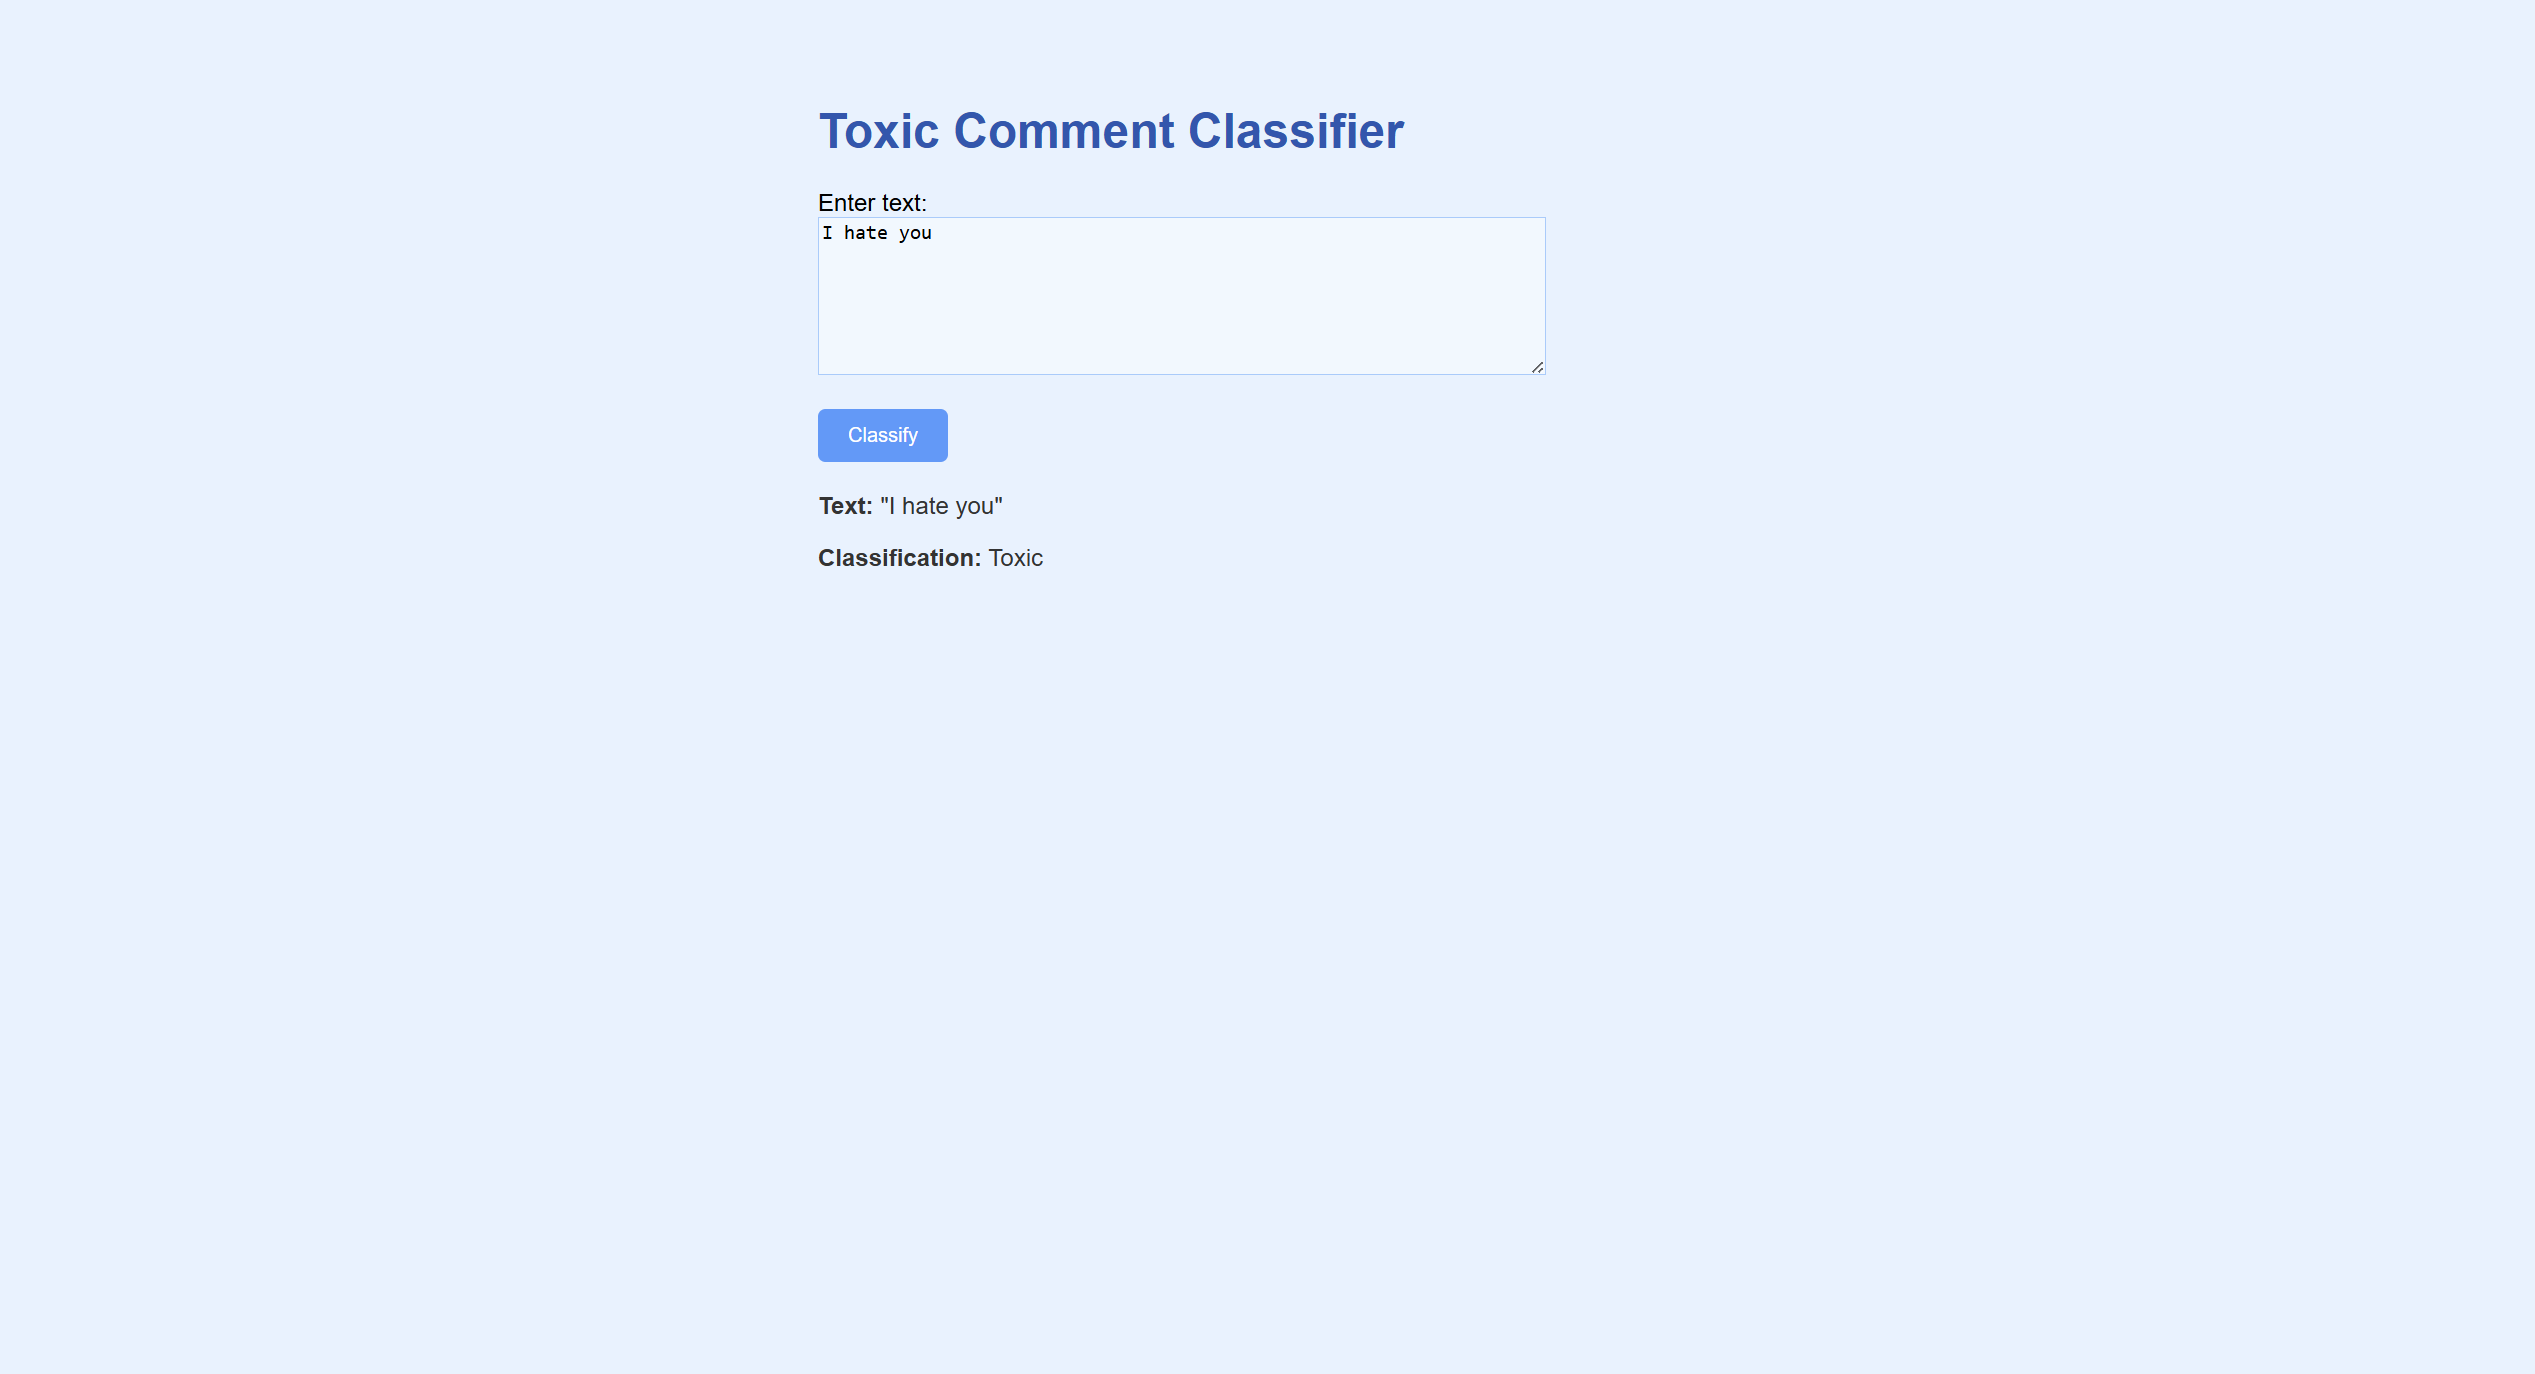 Toxic Comment Classifier
Enter text:
I hate you
Classify
Text: "I hate you"
Classification: Toxic